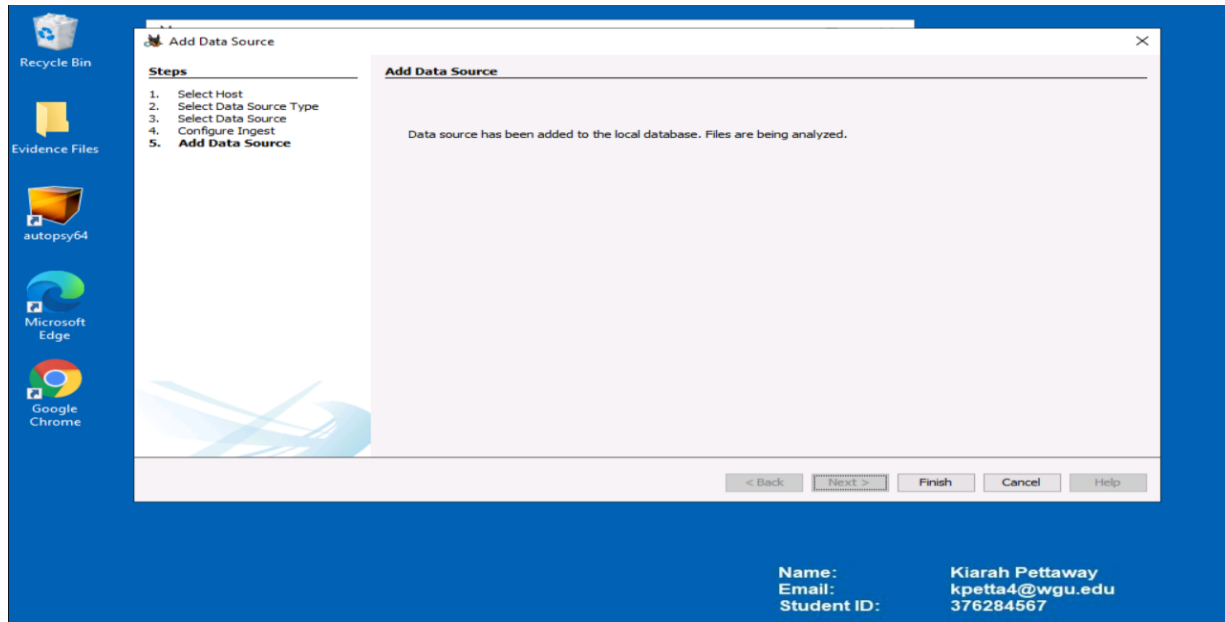 Recycle Bin
Evidence Files
autopsy64
Microsoft
Edge
Google
Chrome
Add Data Source
Steps
1. Select Host
2. Select Data Source Type
3. Select Data Source
4. Configure Ingest
5. Add Data Source
Add Data Source
Data source has been added to the local database. Files are being analyzed.
< Back Next > Finish Cancel Help
Name: Kiarah Pettaway
Email: kpetta4@wgu.edu
Student ID: 376284567